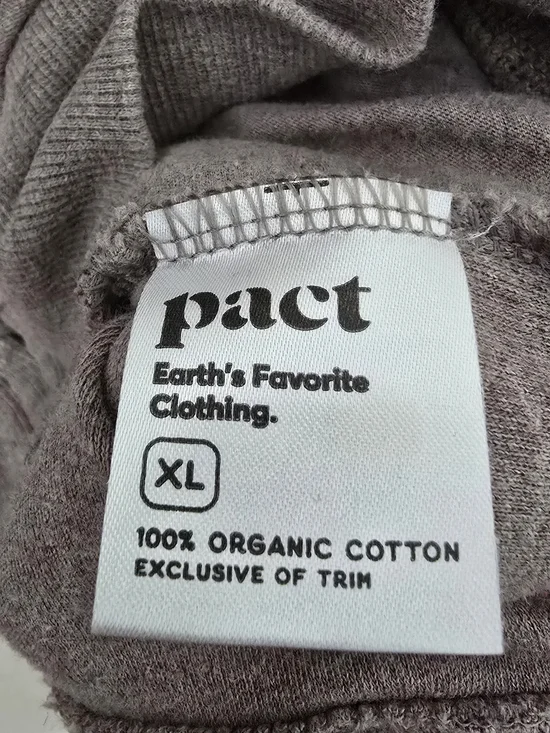 pact
Earth's Favorite
Clothing.
XL
100% ORGANIC COTTON
EXCLUSIVE OF TRIM